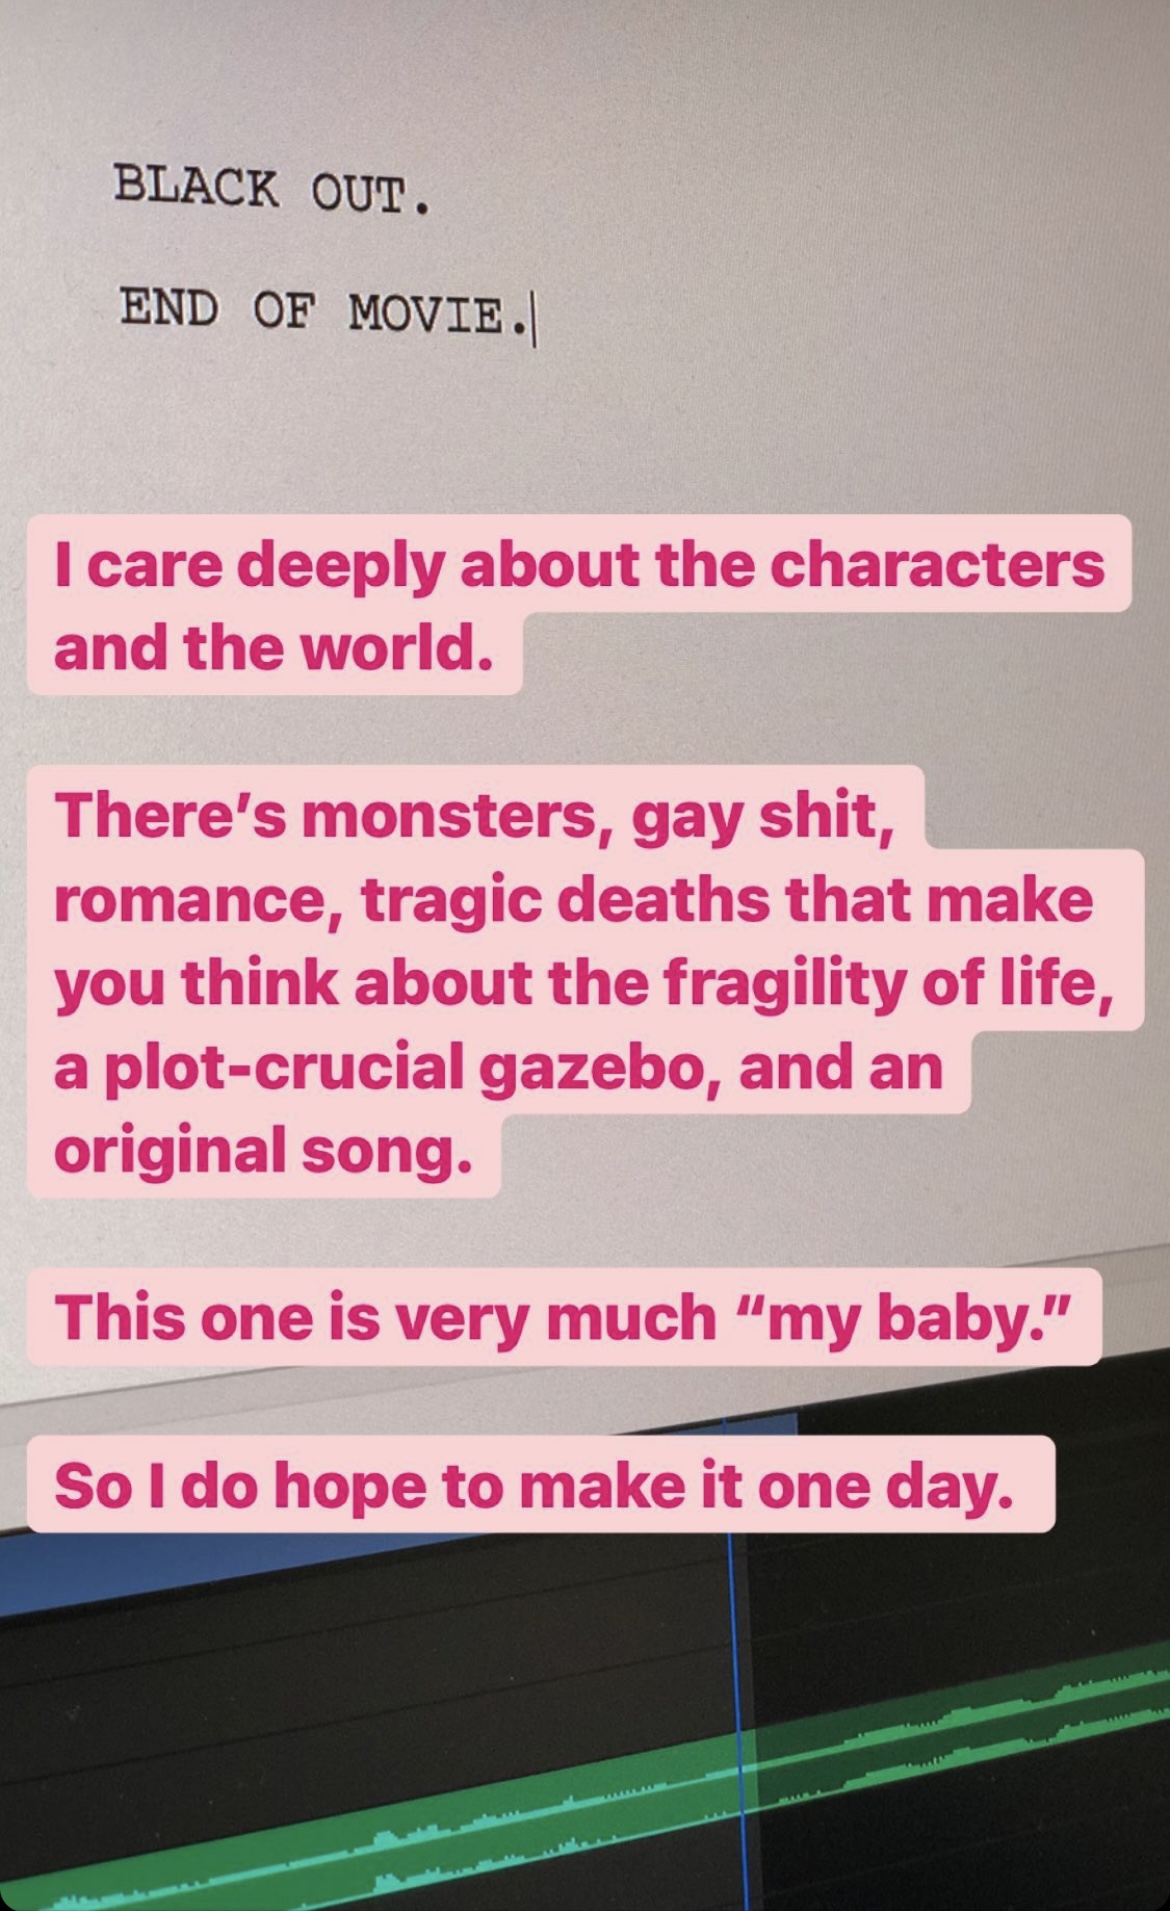 BLACK OUT.
END OF MOVIE.
I care deeply about the characters
and the world.
There’s monsters, gay shit,
romance, tragic deaths that make
you think about the fragility of life,
a plot-crucial gazebo, and an
original song.
This one is very much “my baby.”
So I do hope to make it one day.